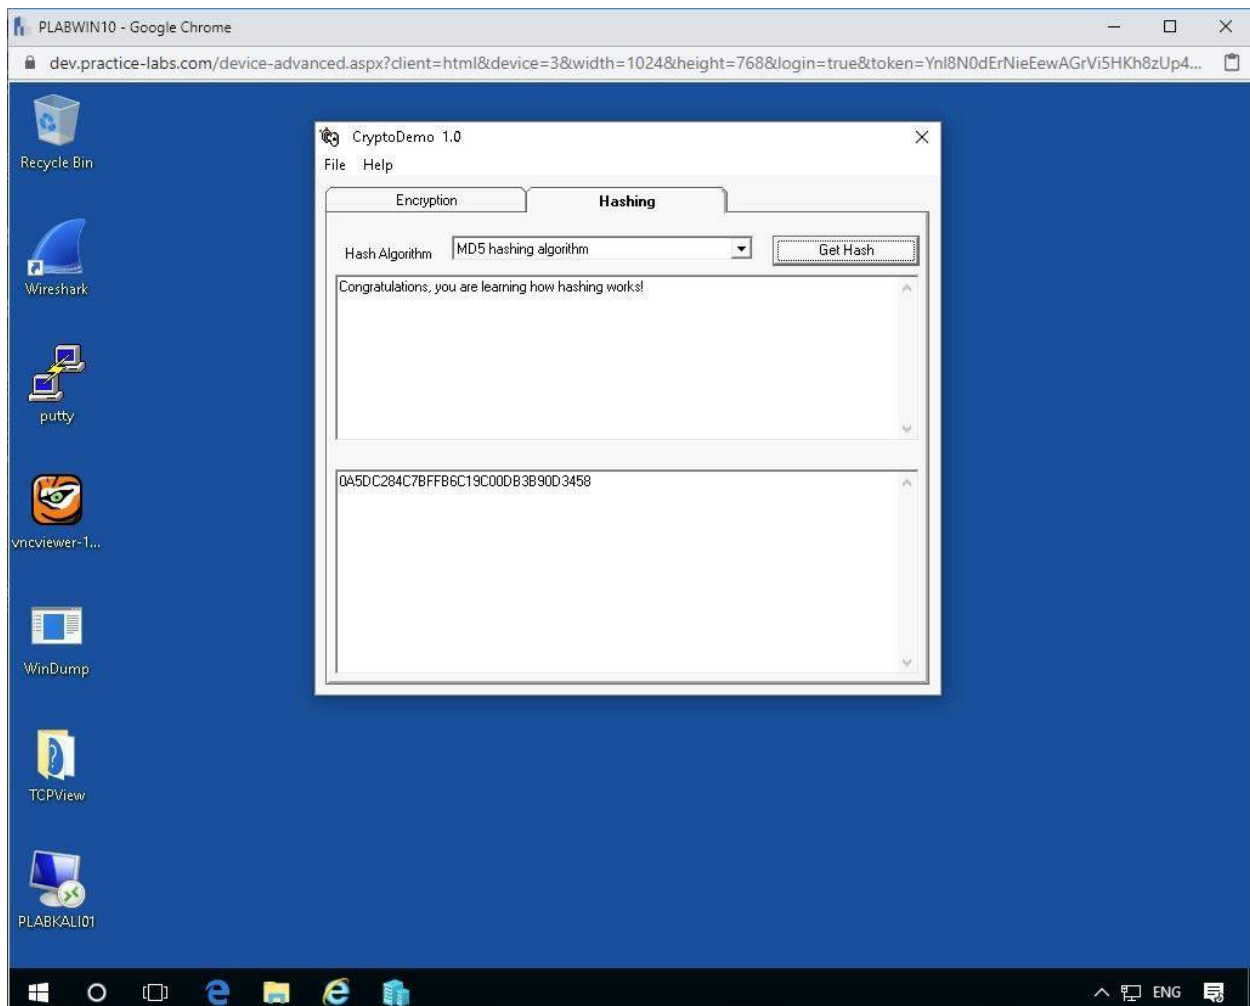 PLABWIN10 - Google Chrome
dev.practice-labs.com/device-advanced.aspx?client=html&device=3&width=1024&height=768&login=true&token=Ynl8N0dErNieEewAGrVi5HKh8zUp4...
Recycle Bin
Wireshark
putty
vncviewer-1...
WinDump
TCPView
PLABKALI01
CryptoDemo 1.0
File Help
Encryption Hashing
Hash Algorithm MD5 hashing algorithm Get Hash
Congratulations, you are learning how hashing works!
0A5DC284C7BFFB6C19C00DB3B90D3458
ENG